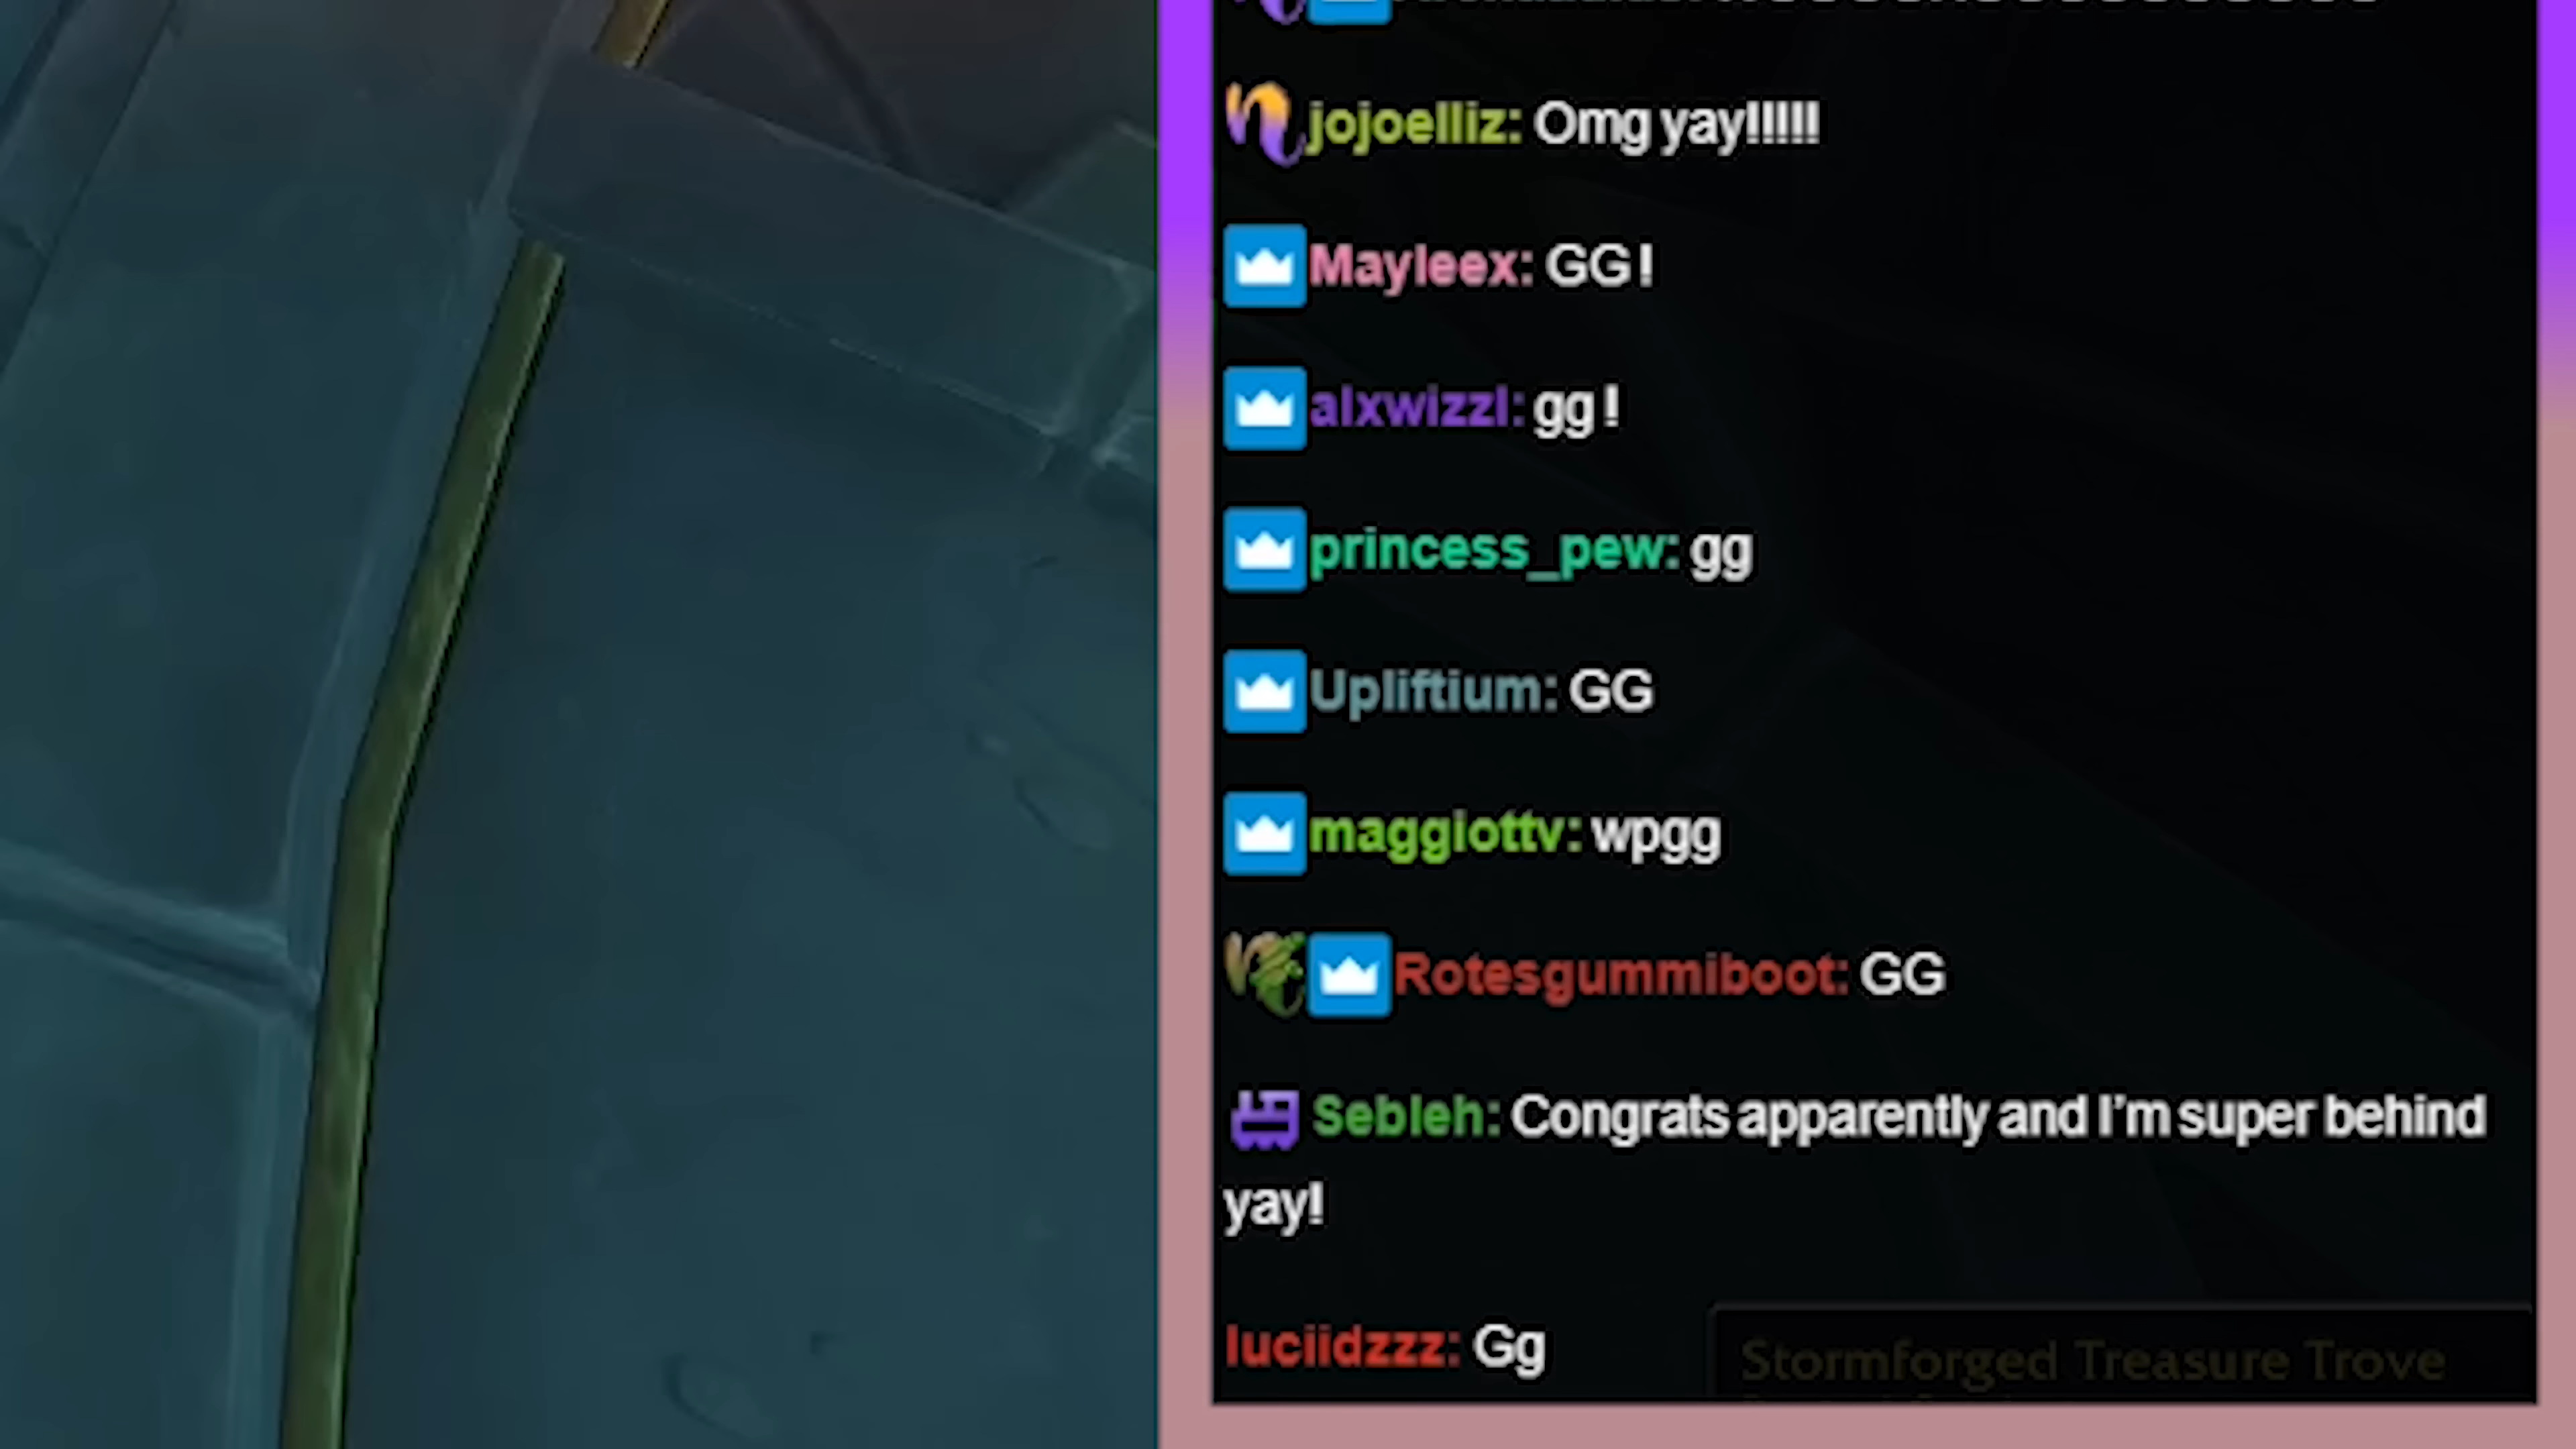 jojoelliz: Omg yay!!!!!
Mayleex: GG !
alxwizzl: gg !
princess_pew: gg
Upliftium: GG
maggiottv: wpgg
Rotesgummiboot: GG
Sebleh: Congrats apparently and I'm super behind
yay!
luciidzzz: Gg
Stormforged Treasure Trove